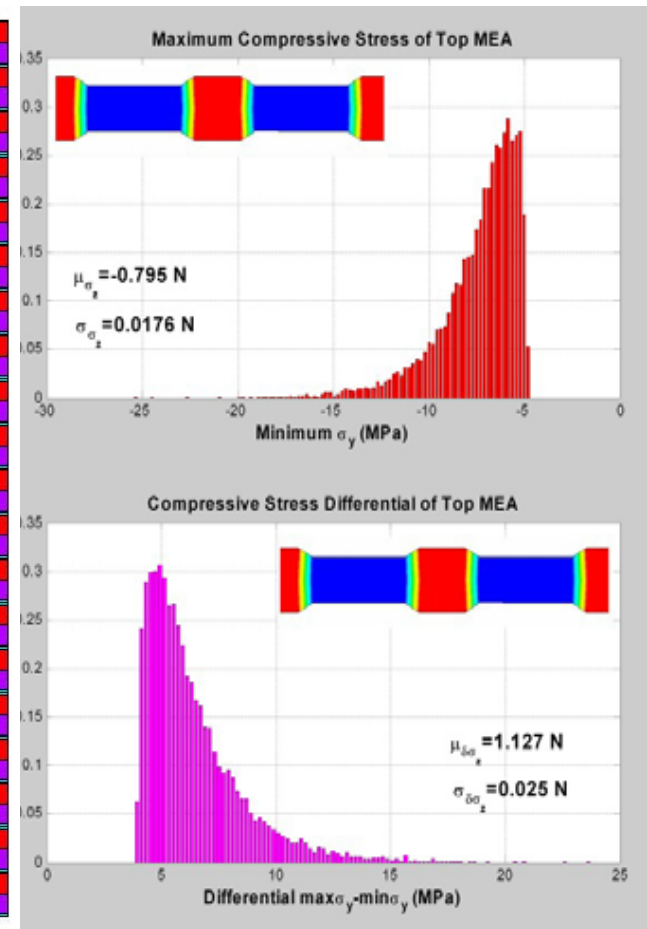 Maximum Compressive Stress of Top MEA
0.35
0.3
0.25
0.2
0.15
0.1
0.05
0
μσz=-0.795 N
σσz=0.0176 N
-30 -25 -20 -15 -10 -5 0
Minimum σy (MPa)
Compressive Stress Differential of Top MEA
0.35
0.3
0.25
0.2
0.15
0.1
0.05
0
μδσz=1.127 N
σδσz=0.025 N
0 5 10 15 20 25
Differential maxσy-minσy (MPa)